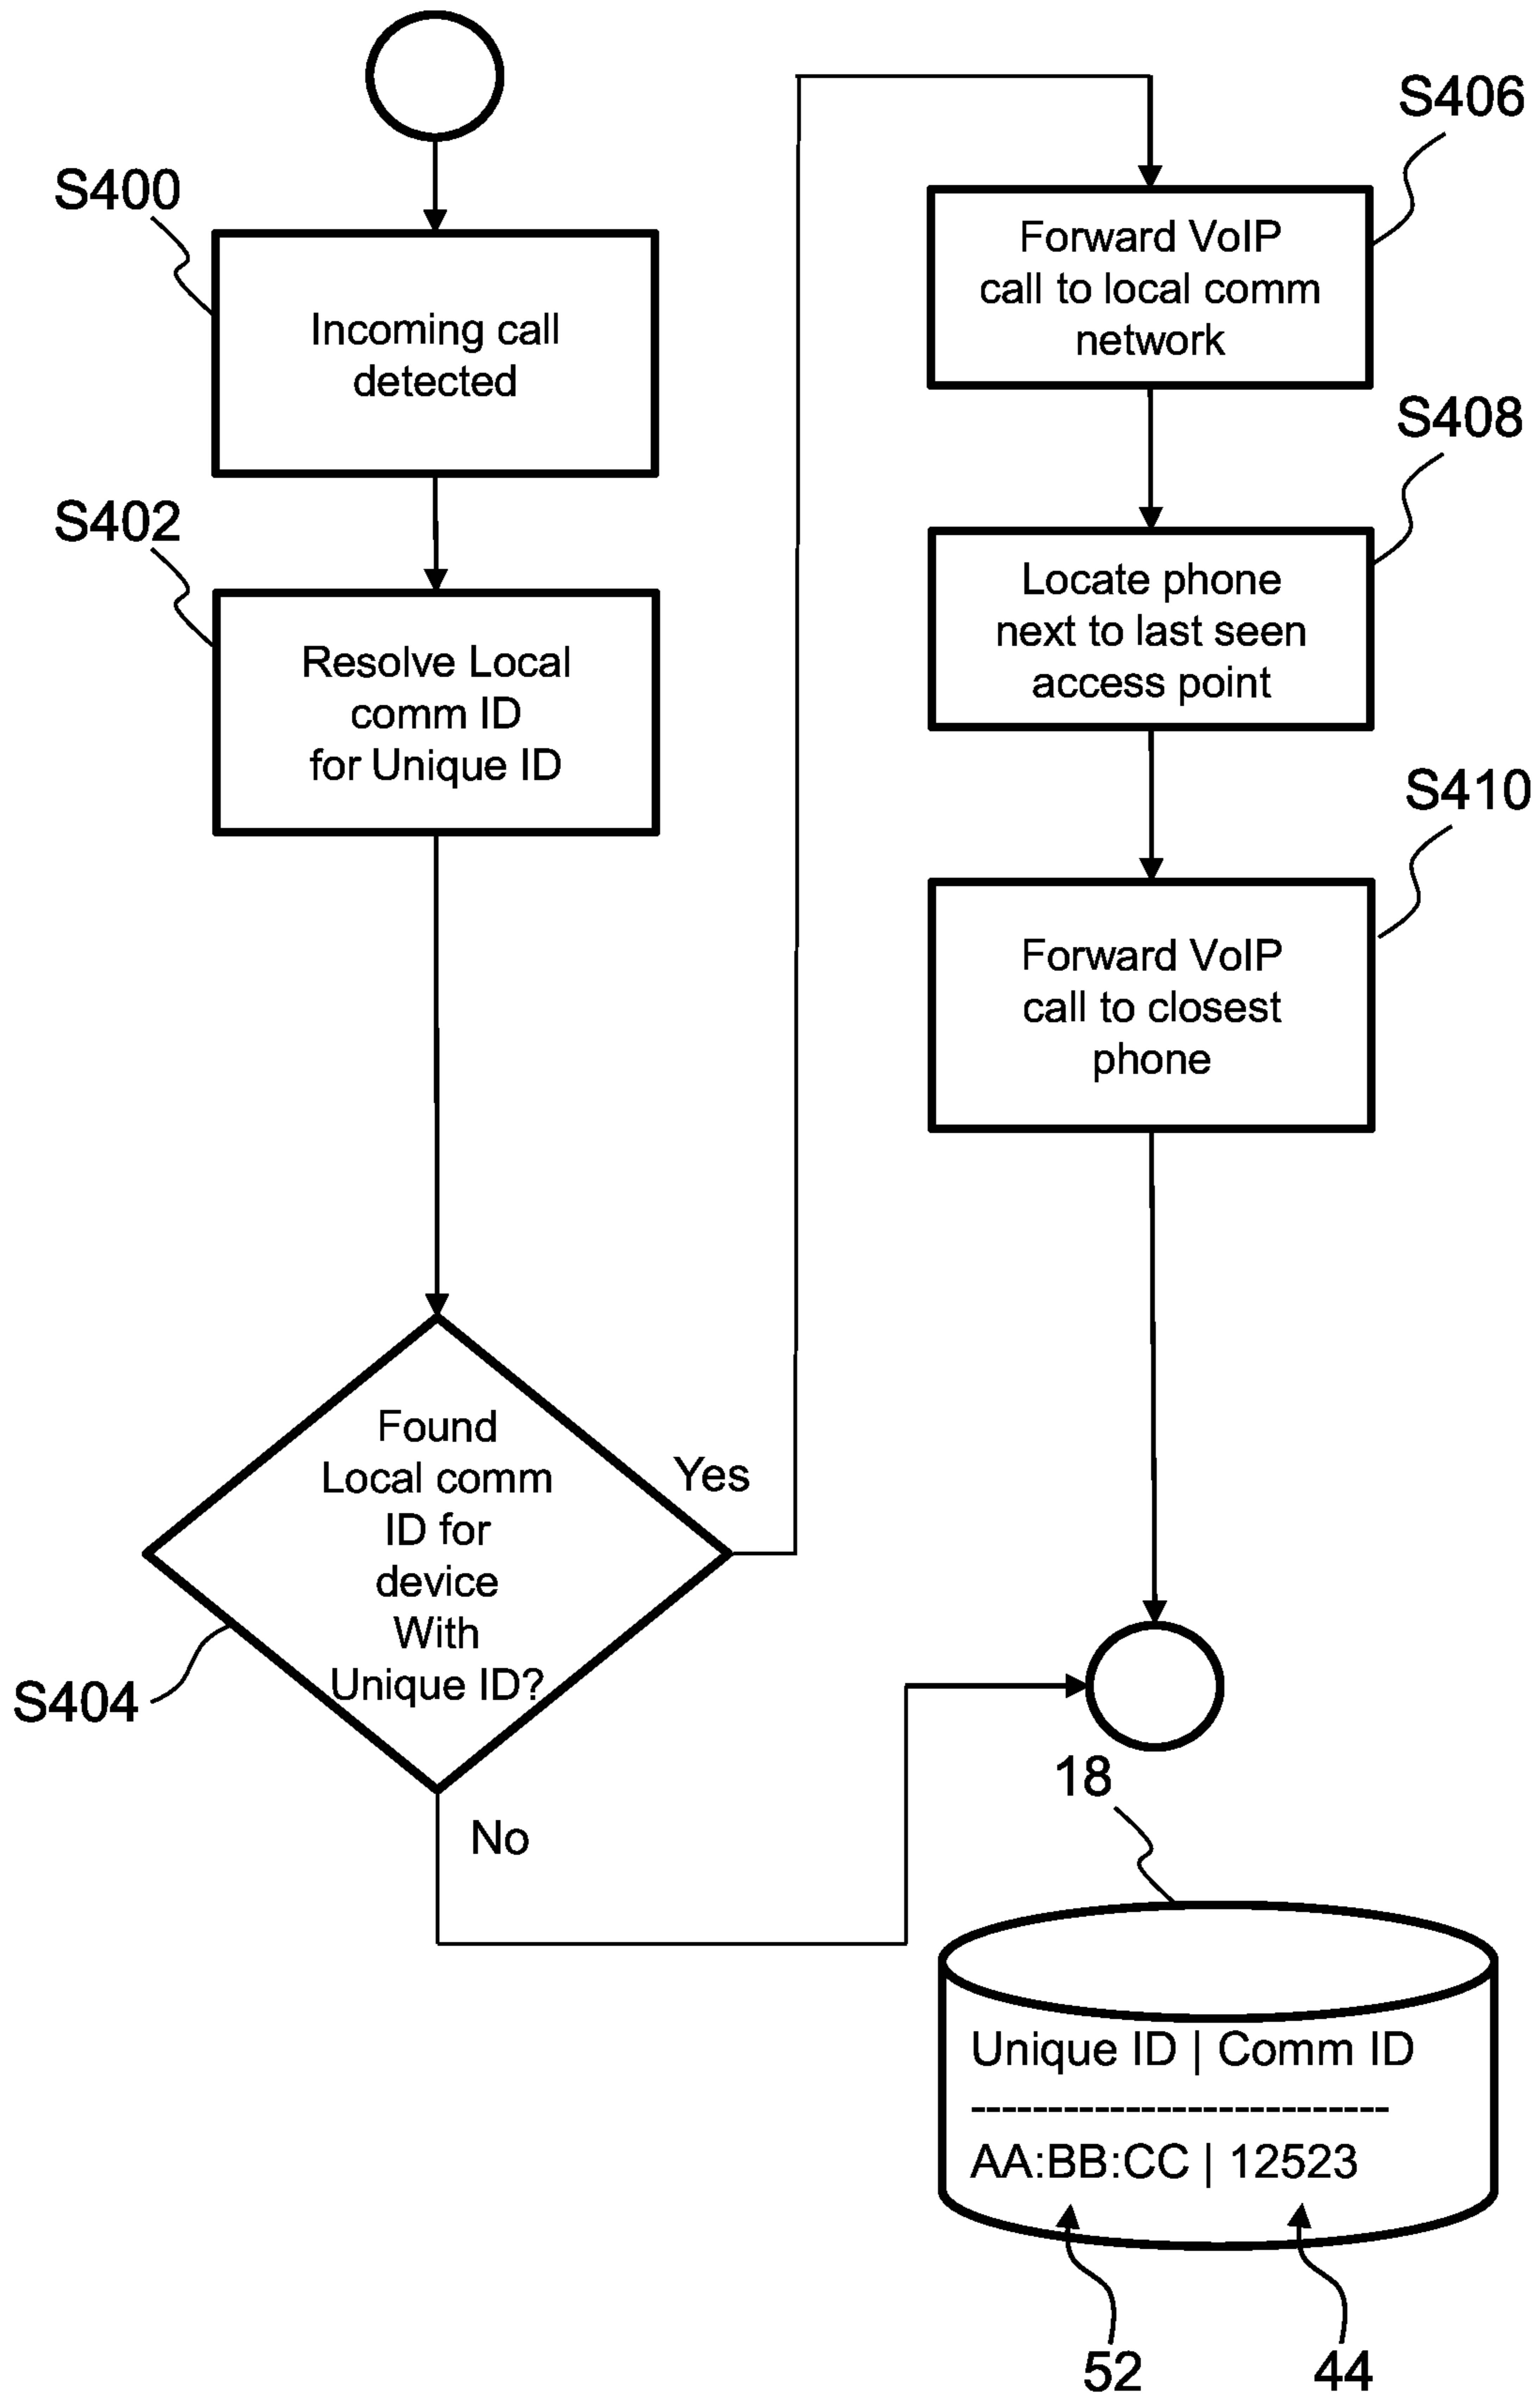 S400
Incoming call
detected
S402
Resolve Local
comm ID
for Unique ID
Found
Local comm
ID for
device
With
Unique ID?
Yes
No
S404
S406
Forward VoIP
call to local comm
network
S408
Locate phone
next to last seen
access point
S410
Forward VoIP
call to closest
phone
18
Unique ID | Comm ID
---------------------------
AA:BB:CC | 12523
52
44